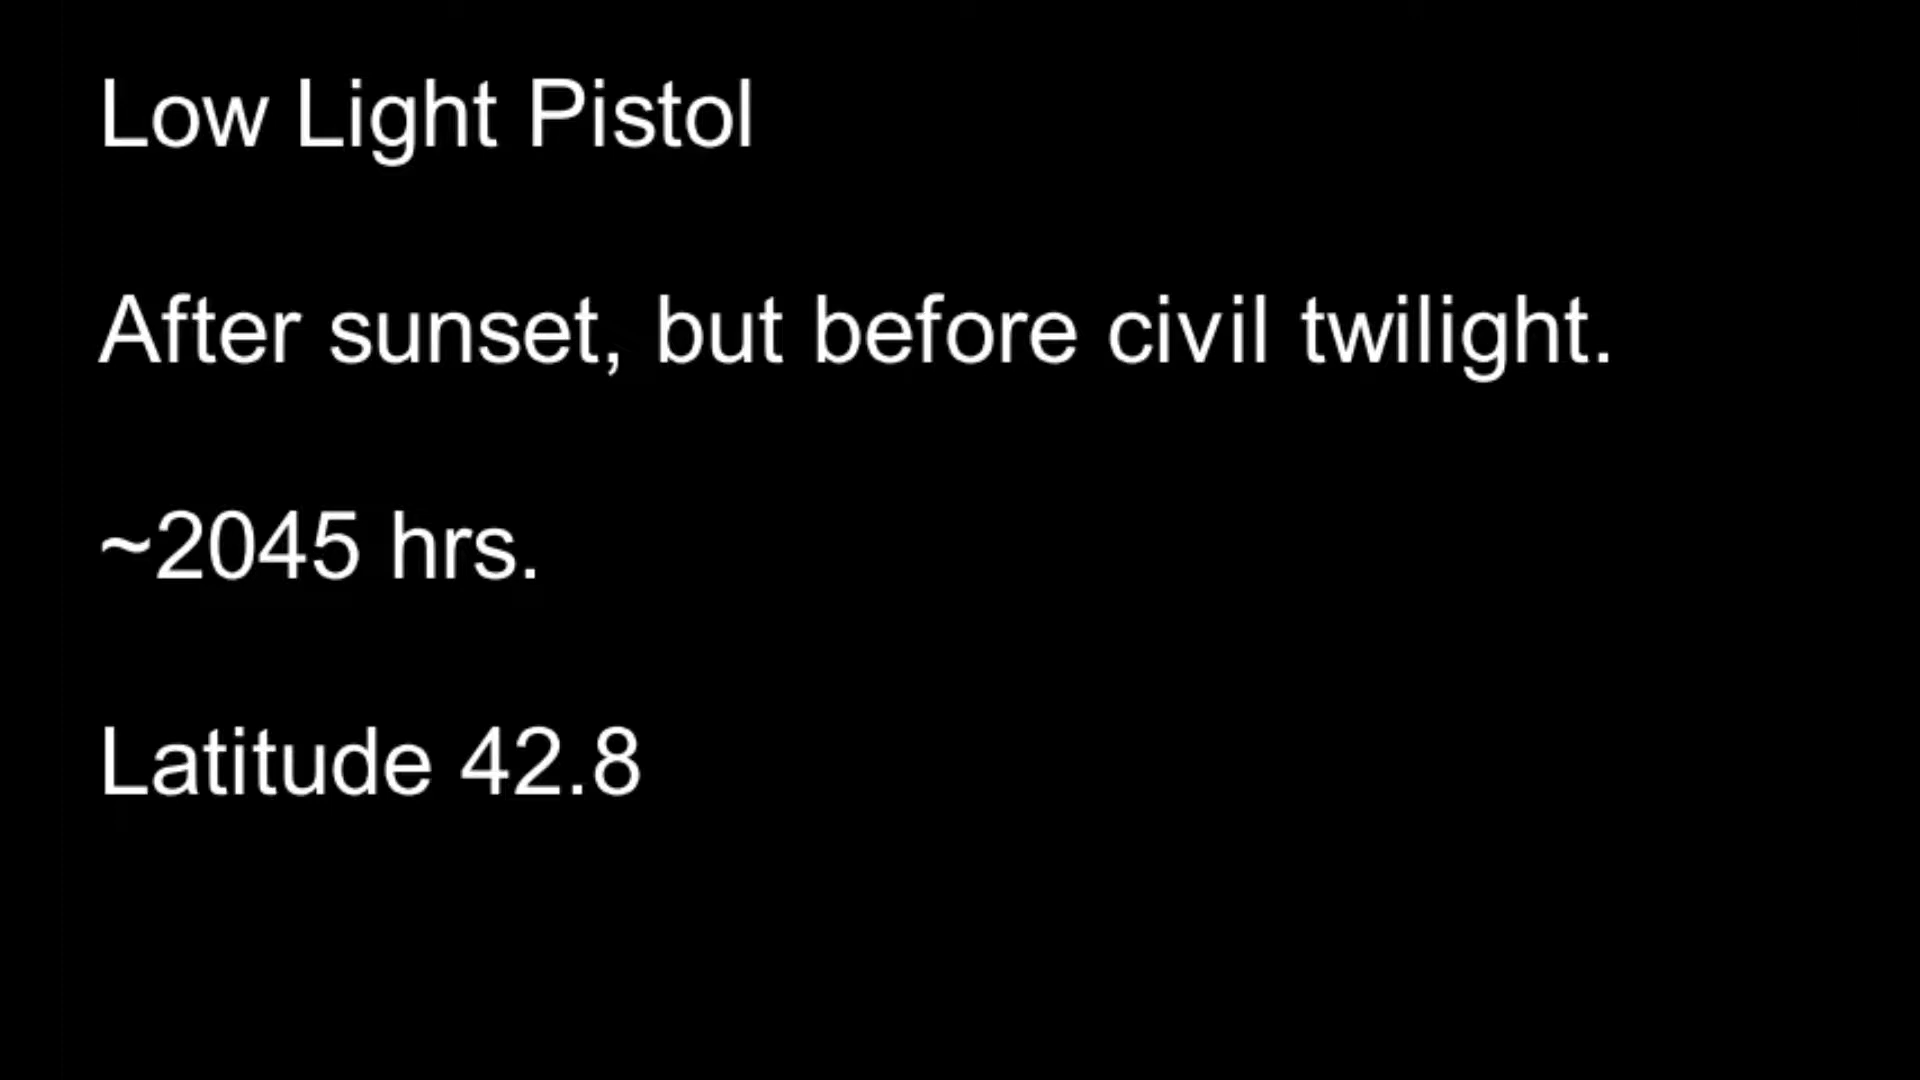 Low Light Pistol
After sunset, but before civil twilight.
~2045 hrs.
Latitude 42.8